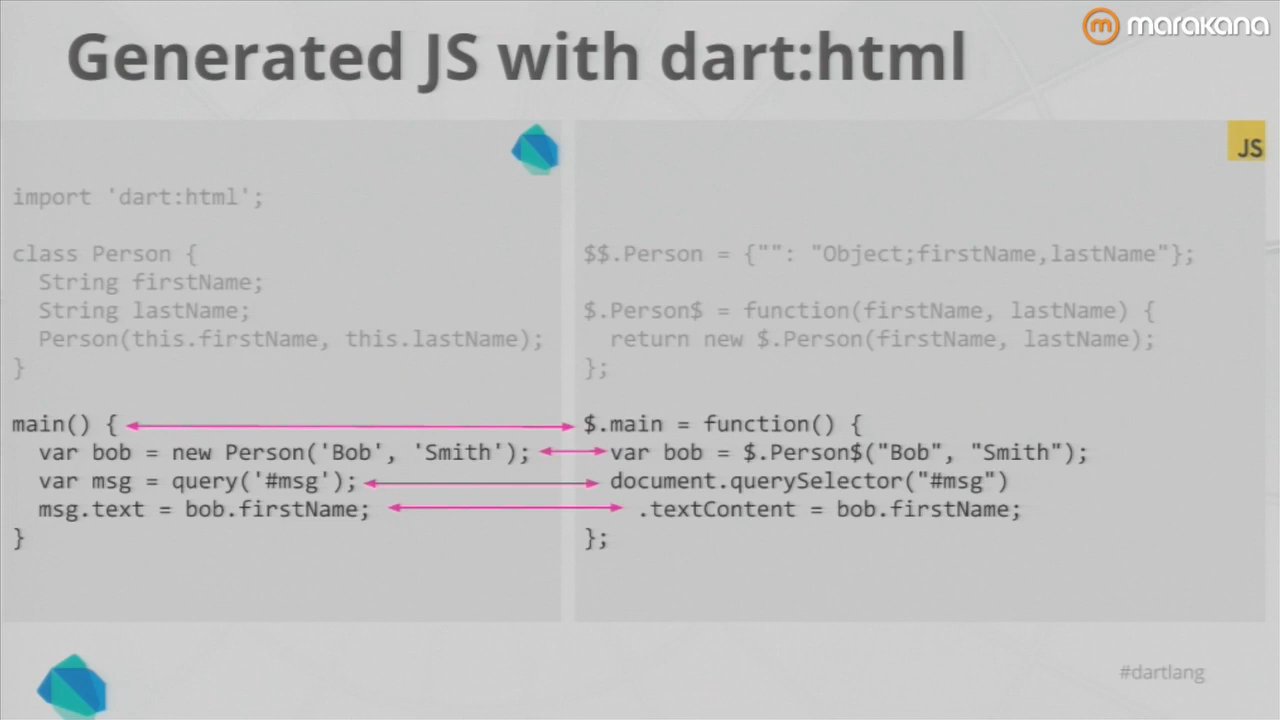 Generated JS with dart:html
marakana
JS
import 'dart:html';
class Person {
String firstName;
String lastName;
Person(this.firstName, this.lastName);
}
main() {
var bob = new Person('Bob', 'Smith');
var msg = query('#msg');
msg.text = bob.firstName;
}
$$.Person = {"": "Object;firstName,lastName"};
$.Person$ = function(firstName, lastName) {
return new $.Person(firstName, lastName);
};
$.main = function() {
var bob = $.Person$("Bob", "Smith");
document.querySelector("#msg")
.textContent = bob.firstName;
};
#dartlang